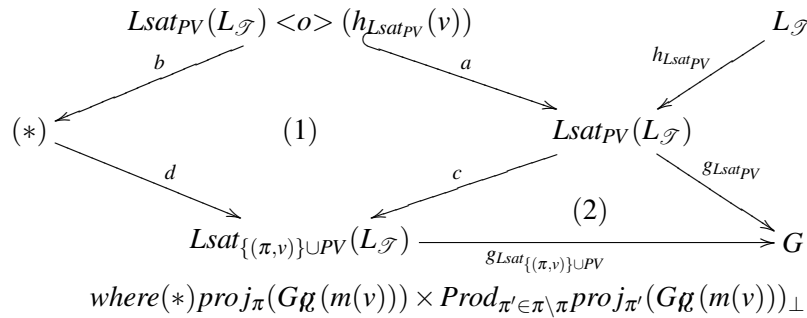 Lsat_{PV}(L_𝒯) <o> (h_{Lsat_{PV}}(v)) L_𝒯
b a h_{Lsat_{PV}}
(∗) (1) Lsat_{PV}(L_𝒯)
d c g_{Lsat_{PV}}
(2)
Lsat_{{(π,v)}∪PV}(L_𝒯) G
g_{Lsat_{{(π,v)}∪PV}}
where(∗)proj_π(G(m(v))) × Prod_{π′∈π\π}proj_{π′}(G(m(v)))_⊥